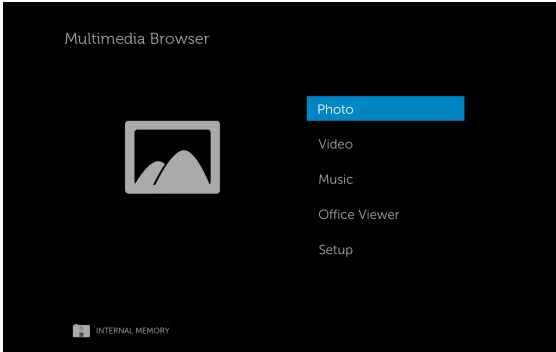 Multimedia Browser
Photo
Video
Music
Office Viewer
Setup
INTERNAL MEMORY